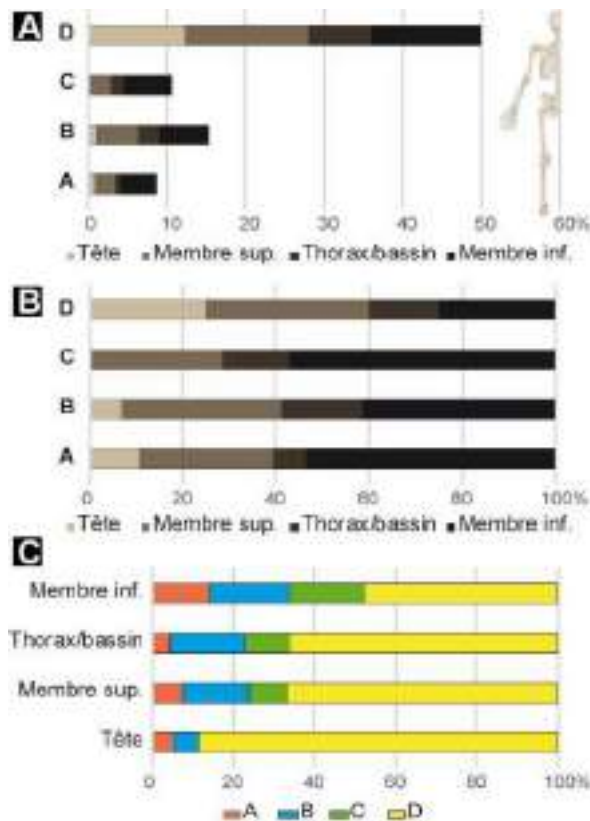 A
D
C
B
A
0 10 20 30 40 50 60%
Tête Membre sup. Thorax/bassin Membre inf.
B
D
C
B
A
0 20 40 60 80 100%
Tête Membre sup. Thorax/bassin Membre inf.
C
Membre inf.
Thorax/bassin
Membre sup.
Tête
0 20 40 60 80 100%
A B C D